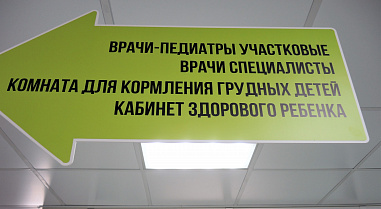 ВРАЧИ-ПЕДИАТРЫ УЧАСТКОВЫЕ
ВРАЧИ СПЕЦИАЛИСТЫ
КОМНАТА ДЛЯ КОРМЛЕНИЯ ГРУДНЫХ ДЕТЕЙ
КАБИНЕТ ЗДОРОВОГО РЕБЕНКА